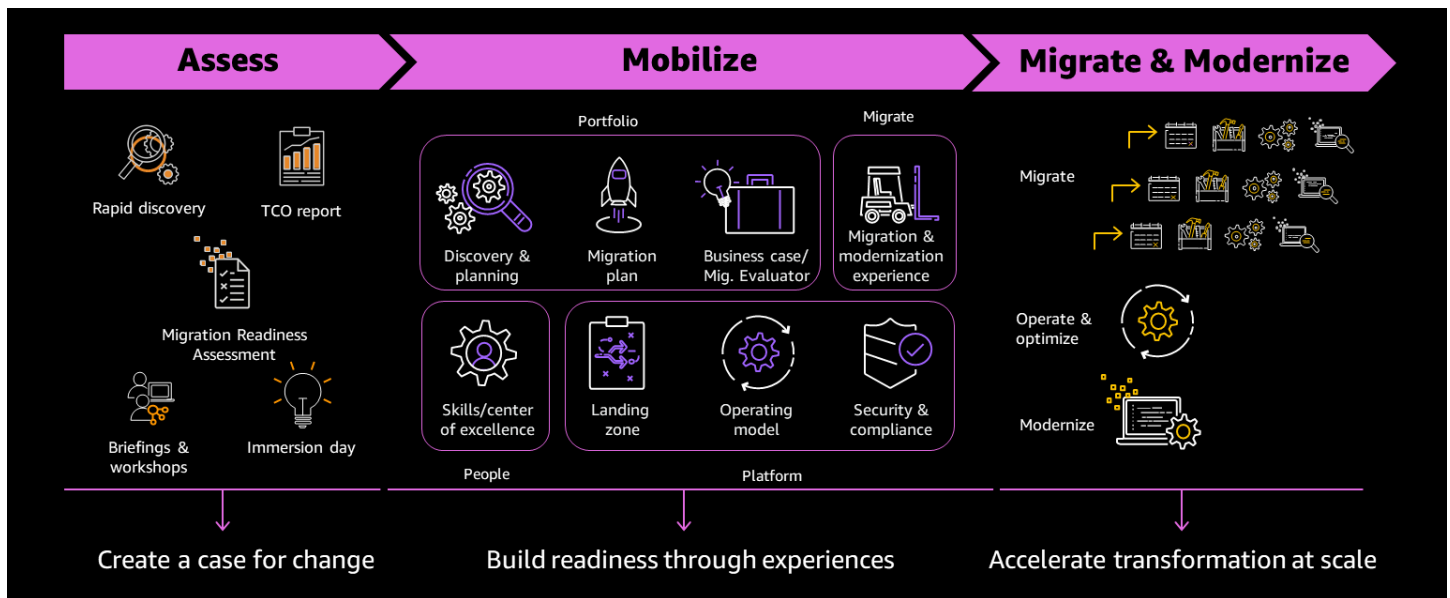 Assess
Mobilize
Migrate & Modernize
Rapid discovery
TCO report
Migration Readiness
Assessment
Briefings &
workshops
Immersion day
Portfolio
Migrate
Discovery &
planning
Migration
plan
Business case/
Mig. Evaluator
Migration &
modernization
experience
Skills/center
of excellence
Landing
zone
Operating
model
Security &
compliance
People
Platform
Migrate
Operate &
optimize
Modernize
Create a case for change
Build readiness through experiences
Accelerate transformation at scale